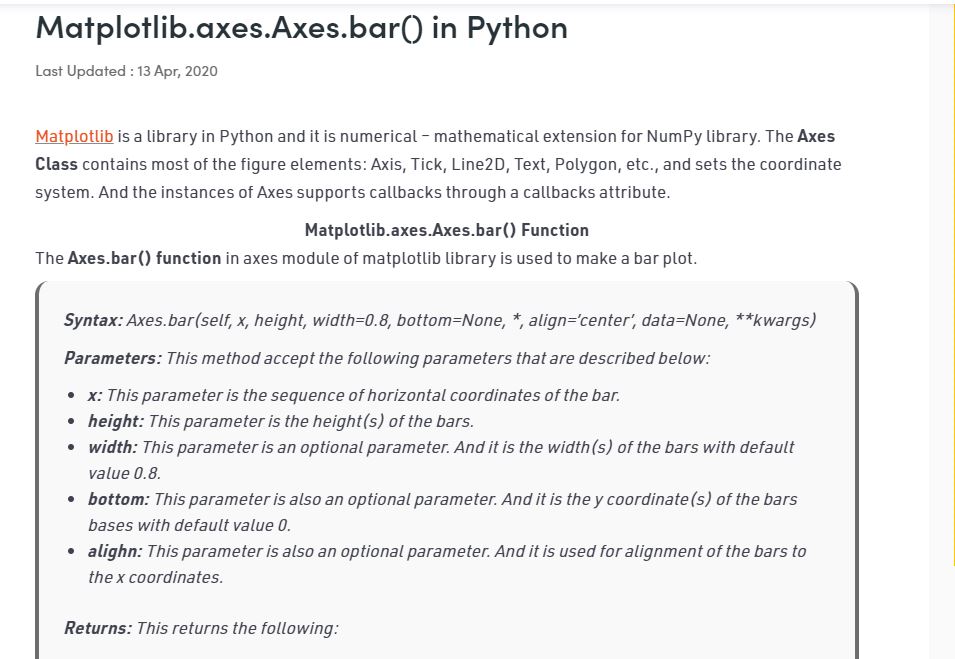 Matplotlib.axes.Axes.bar() in Python
Last Updated : 13 Apr, 2020
Matplotlib is a library in Python and it is numerical – mathematical extension for NumPy library. The Axes
Class contains most of the figure elements: Axis, Tick, Line2D, Text, Polygon, etc., and sets the coordinate
system. And the instances of Axes supports callbacks through a callbacks attribute.
Matplotlib.axes.Axes.bar() Function
The Axes.bar() function in axes module of matplotlib library is used to make a bar plot.
Syntax: Axes.bar(self, x, height, width=0.8, bottom=None, *, align=’center’, data=None, **kwargs)
Parameters: This method accept the following parameters that are described below:
• x: This parameter is the sequence of horizontal coordinates of the bar.
• height: This parameter is the height(s) of the bars.
• width: This parameter is an optional parameter. And it is the width(s) of the bars with default
value 0.8.
• bottom: This parameter is also an optional parameter. And it is the y coordinate(s) of the bars
bases with default value 0.
• alighn: This parameter is also an optional parameter. And it is used for alignment of the bars to
the x coordinates.
Returns: This returns the following: